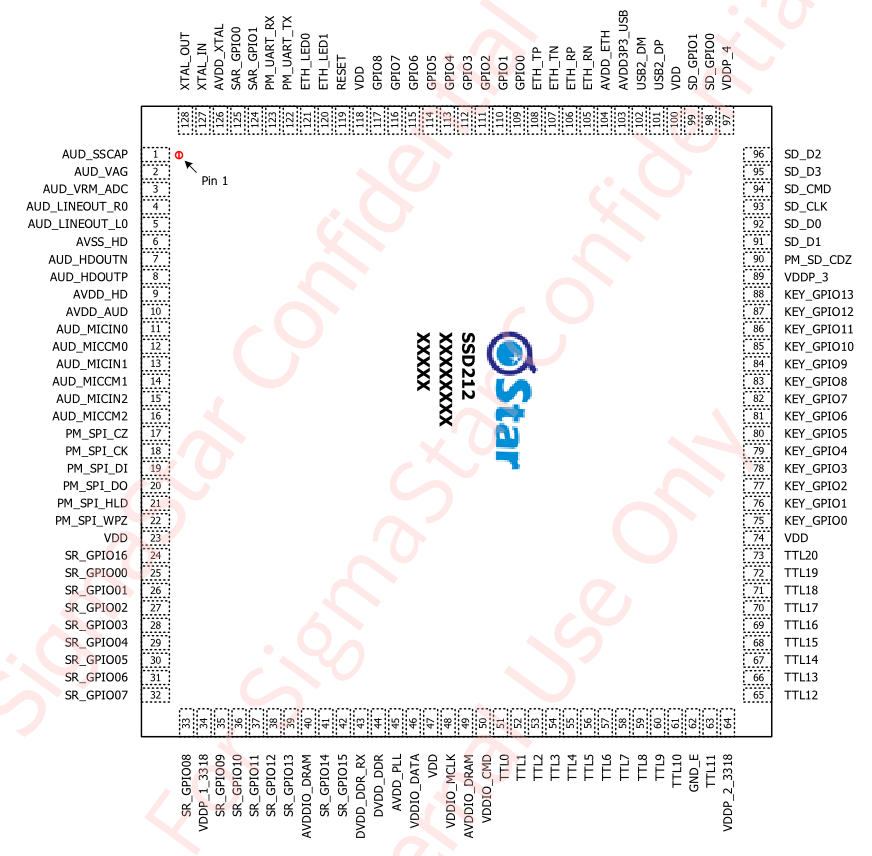 XTAL_OUT
XTAL_IN
AVDD_XTAL
SAR_GPIO0
SAR_GPIO1
PM_UART_RX
PM_UART_TX
ETH_LED0
ETH_LED1
RESET
VDD
GPIO8
GPIO7
GPIO6
GPIO5
GPIO4
GPIO3
GPIO2
GPIO1
GPIO0
ETH_TP
ETH_TN
ETH_RP
ETH_RN
AVDD_ETH
AVDD3P3_USB
USB2_DM
USB2_DP
VDD
SD_GPIO1
SD_GPIO0
VDDP_4
128
127
126
125
124
123
122
121
120
119
118
117
116
115
114
113
112
111
110
109
108
107
106
105
104
103
102
101
100
99
98
97
AUD_SSCAP 1
AUD_VAG 2
AUD_VRM_ADC 3
AUD_LINEOUT_R0 4
AUD_LINEOUT_L0 5
AVSS_HD 6
AUD_HDOUTN 7
AUD_HDOUTP 8
AVDD_HD 9
AVDD_AUD 10
AUD_MICIN0 11
AUD_MICCM0 12
AUD_MICIN1 13
AUD_MICCM1 14
AUD_MICIN2 15
AUD_MICCM2 16
PM_SPI_CZ 17
PM_SPI_CK 18
PM_SPI_DI 19
PM_SPI_DO 20
PM_SPI_HLD 21
PM_SPI_WPZ 22
VDD 23
SR_GPIO16 24
SR_GPIO00 25
SR_GPIO01 26
SR_GPIO02 27
SR_GPIO03 28
SR_GPIO04 29
SR_GPIO05 30
SR_GPIO06 31
SR_GPIO07 32
Pin 1
Star
SSD212
XXXXXXXX
XXXXX
96 SD_D2
95 SD_D3
94 SD_CMD
93 SD_CLK
92 SD_D0
91 SD_D1
90 PM_SD_CDZ
89 VDDP_3
88 KEY_GPIO13
87 KEY_GPIO12
86 KEY_GPIO11
85 KEY_GPIO10
84 KEY_GPIO9
83 KEY_GPIO8
82 KEY_GPIO7
81 KEY_GPIO6
80 KEY_GPIO5
79 KEY_GPIO4
78 KEY_GPIO3
77 KEY_GPIO2
76 KEY_GPIO1
75 KEY_GPIO0
74 VDD
73 TTL20
72 TTL19
71 TTL18
70 TTL17
69 TTL16
68 TTL15
67 TTL14
66 TTL13
65 TTL12
33
34
35
36
37
38
39
40
41
42
43
44
45
46
47
48
49
50
51
52
53
54
55
56
57
58
59
60
61
62
63
64
SR_GPIO08
VDDP_1_3318
SR_GPIO09
SR_GPIO10
SR_GPIO11
SR_GPIO12
SR_GPIO13
AVDDIO_DRAM
SR_GPIO14
SR_GPIO15
DVDD_DDR_RX
DVDD_DDR
AVDD_PLL
VDDIO_DATA
VDD
VDDIO_MCLK
AVDDIO_DRAM
VDDIO_CMD
TTL0
TTL1
TTL2
TTL3
TTL4
TTL5
TTL6
TTL7
TTL8
TTL9
TTL10
GND_E
TTL11
VDDP_2_3318
SigmaStar Confidential
For SigmaStar Confidential
Use Only